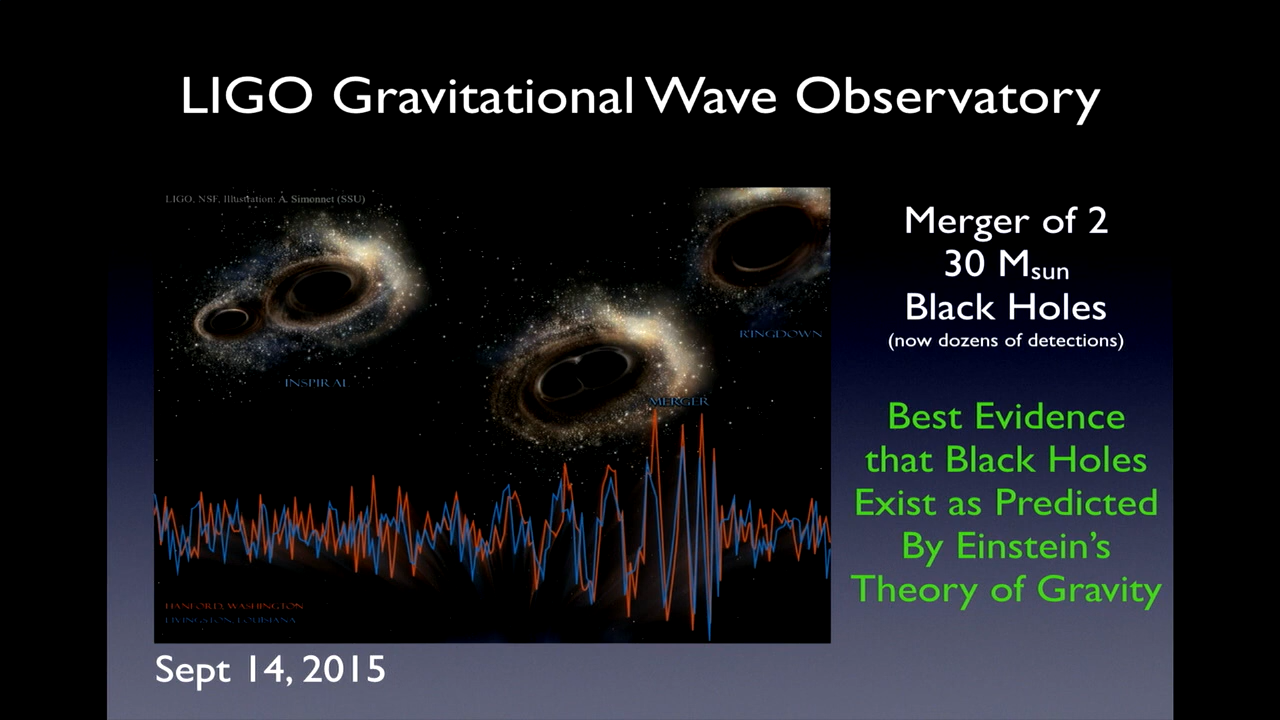 LIGO Gravitational Wave Observatory
LIGO, NSF, Illustration: A. Simonnet (SSU)
INSPIRAL
MERGER
RINGDOWN
HANFORD, WASHINGTON
LIVINGSTON, LOUISIANA
Sept 14, 2015
Merger of 2
30 Msun
Black Holes
(now dozens of detections)
Best Evidence
that Black Holes
Exist as Predicted
By Einstein’s
Theory of Gravity